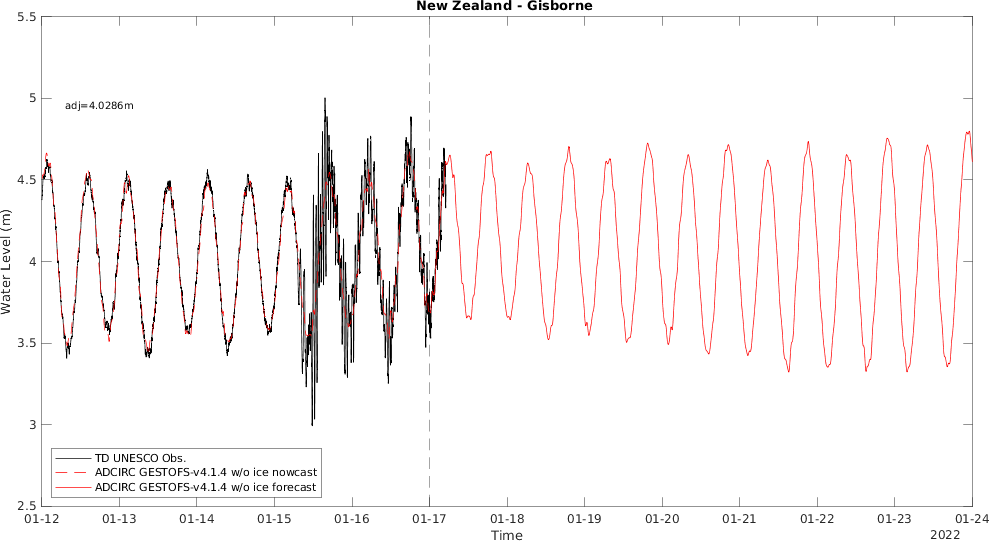 New Zealand - Gisborne
5.5
5
4.5
4
3.5
3
2.5
Water Level (m)
adj=4.0286m
TD UNESCO Obs.
ADCIRC GESTOFS-v4.1.4 w/o ice nowcast
ADCIRC GESTOFS-v4.1.4 w/o ice forecast
01-12 01-13 01-14 01-15 01-16 01-17 01-18 01-19 01-20 01-21 01-22 01-23 01-24
Time
2022